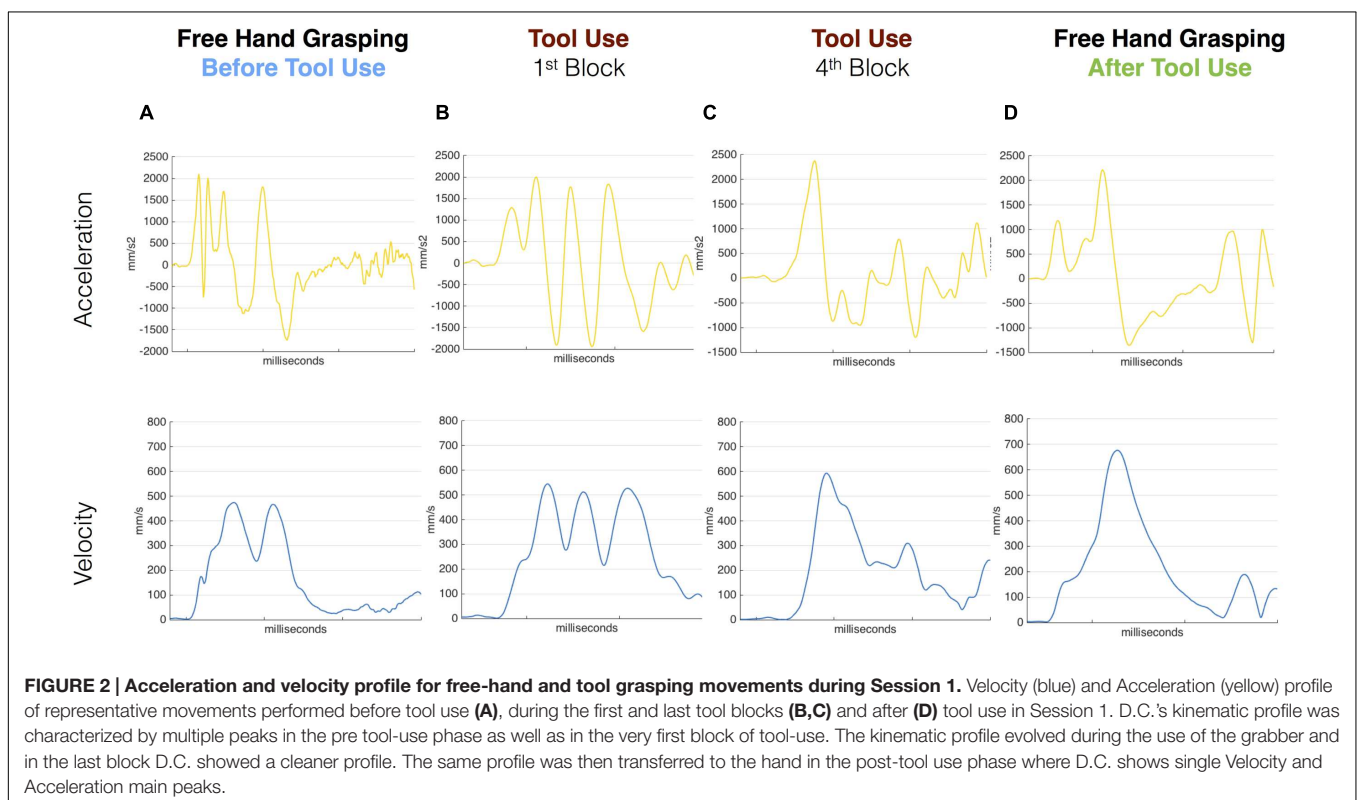 Free Hand Grasping
Before Tool Use
Tool Use
1st Block
Tool Use
4th Block
Free Hand Grasping
After Tool Use
A
B
C
D
Acceleration
mm/s2
2500
2000
1500
1000
500
0
-500
-1000
-1500
-2000
milliseconds
mm/s2
2500
2000
1500
1000
500
0
-500
-1000
-1500
-2000
milliseconds
mm/s2
2500
2000
1500
1000
500
0
-500
-1000
-1500
milliseconds
2500
2000
1500
1000
500
0
-500
-1000
-1500
milliseconds
Velocity
mm/s
800
700
600
500
400
300
200
100
0
milliseconds
mm/s
800
700
600
500
400
300
200
100
0
milliseconds
mm/s
800
700
600
500
400
300
200
100
0
milliseconds
mm/s
800
700
600
500
400
300
200
100
0
milliseconds
FIGURE 2 | Acceleration and velocity profile for free-hand and tool grasping movements during Session 1. Velocity (blue) and Acceleration (yellow) profile
of representative movements performed before tool use (A), during the first and last tool blocks (B,C) and after (D) tool use in Session 1. D.C.'s kinematic profile was
characterized by multiple peaks in the pre tool-use phase as well as in the very first block of tool-use. The kinematic profile evolved during the use of the grabber and
in the last block D.C. showed a cleaner profile. The same profile was then transferred to the hand in the post-tool use phase where D.C. shows single Velocity and
Acceleration main peaks.